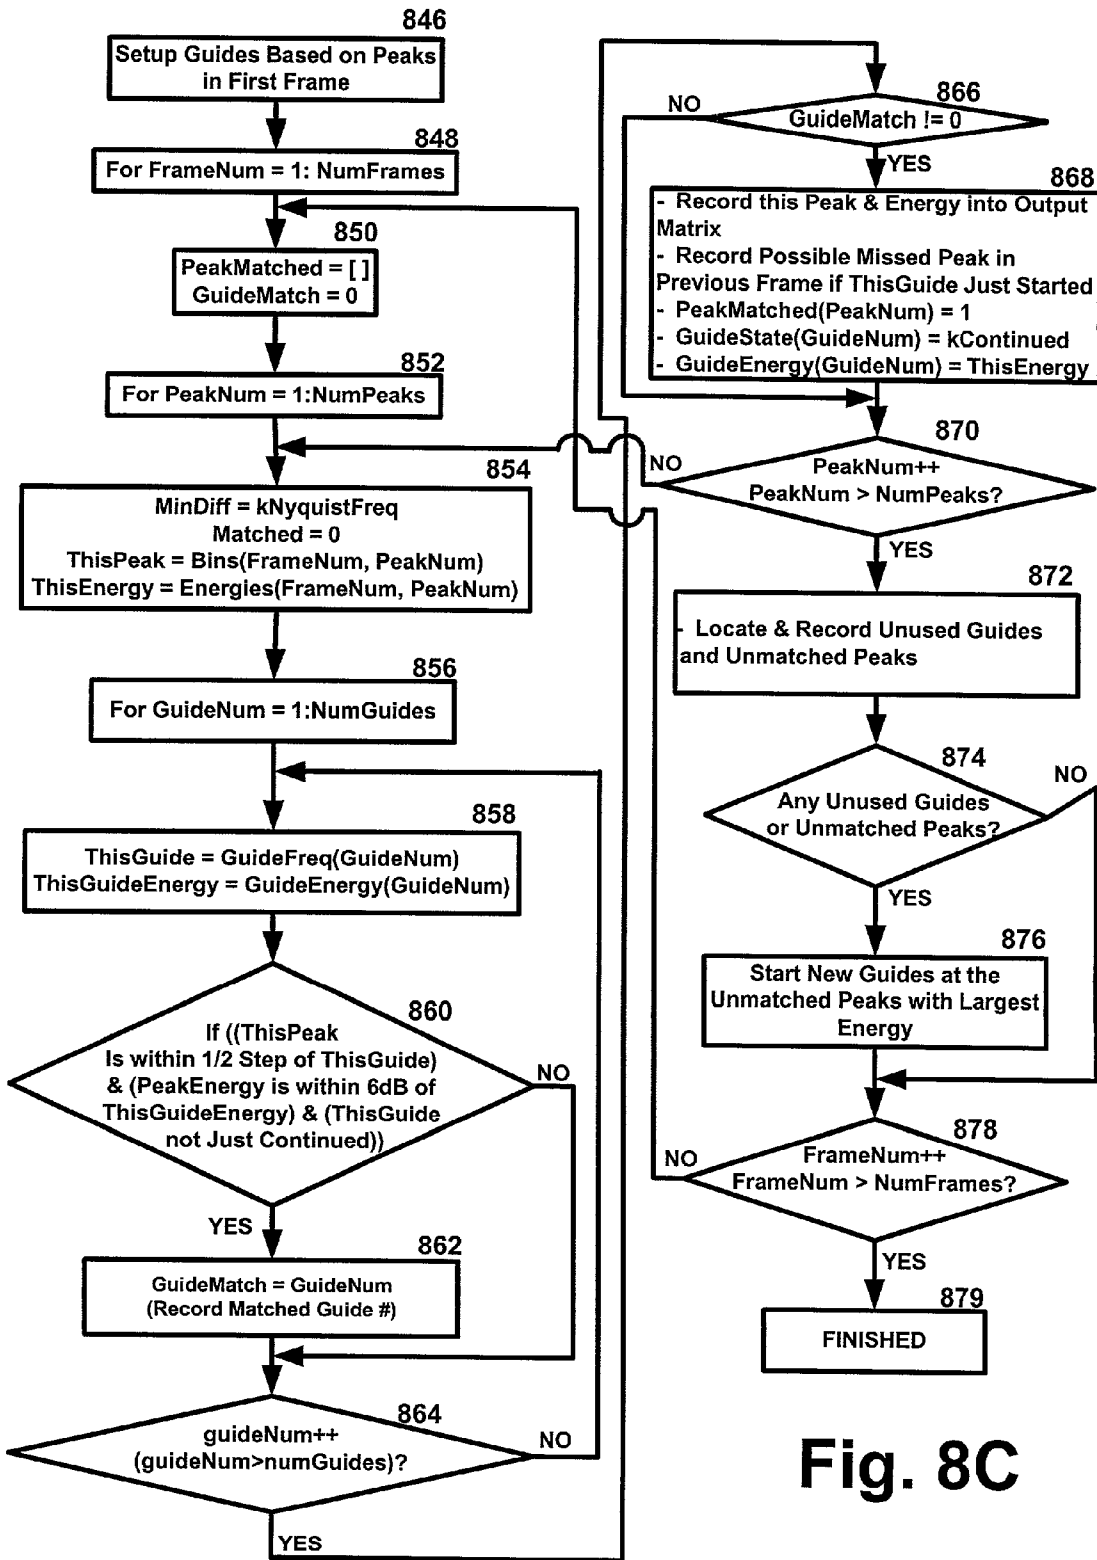 846
Setup Guides Based on Peaks
in First Frame
848
For FrameNum = 1: NumFrames
850
PeakMatched = [ ]
GuideMatch = 0
852
For PeakNum = 1:NumPeaks
854
MinDiff = kNyquistFreq
Matched = 0
ThisPeak = Bins(FrameNum, PeakNum)
ThisEnergy = Energies(FrameNum, PeakNum)
856
For GuideNum = 1:NumGuides
858
ThisGuide = GuideFreq(GuideNum)
ThisGuideEnergy = GuideEnergy(GuideNum)
860
If ((ThisPeak
Is within 1/2 Step of ThisGuide)
& (PeakEnergy is within 6dB of
ThisGuideEnergy) & (ThisGuide
not Just Continued))
NO
YES
862
GuideMatch = GuideNum
(Record Matched Guide #)
864
guideNum++
(guideNum>numGuides)?
NO
YES
866
NO
GuideMatch != 0
YES
868
- Record this Peak & Energy into Output
Matrix
- Record Possible Missed Peak in
Previous Frame if ThisGuide Just Started
- PeakMatched(PeakNum) = 1
- GuideState(GuideNum) = kContinued
- GuideEnergy(GuideNum) = ThisEnergy
870
NO
PeakNum++
PeakNum > NumPeaks?
YES
872
- Locate & Record Unused Guides
and Unmatched Peaks
874
NO
Any Unused Guides
or Unmatched Peaks?
YES
876
Start New Guides at the
Unmatched Peaks with Largest
Energy
878
NO
FrameNum++
FrameNum > NumFrames?
YES
879
FINISHED
Fig. 8C